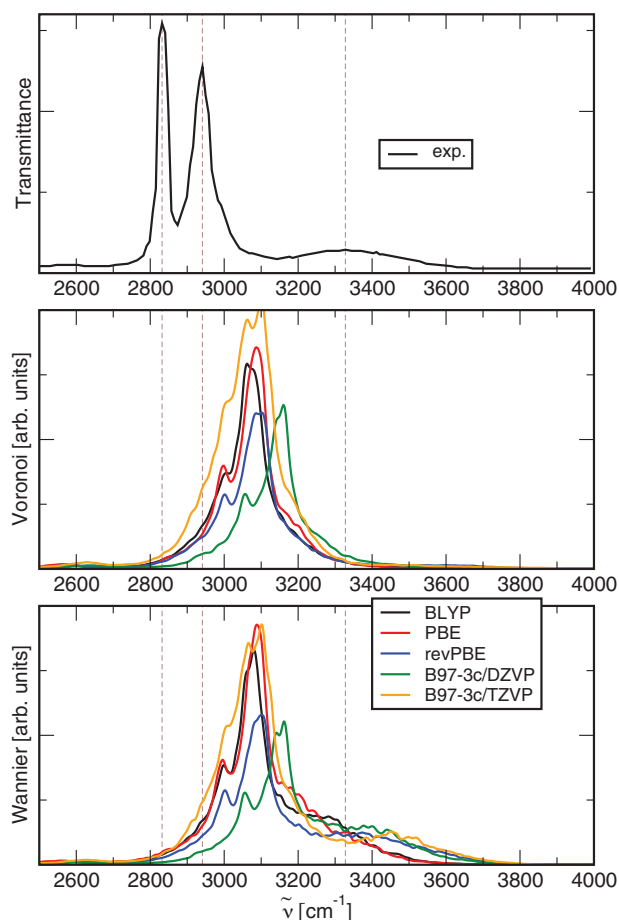 Transmittance
exp.
2600 2800 3000 3200 3400 3600 3800 4000
Voronoi [arb. units]
2600 2800 3000 3200 3400 3600 3800 4000
Wannier [arb. units]
BLYP
PBE
revPBE
B97-3c/DZVP
B97-3c/TZVP
2600 2800 3000 3200 3400 3600 3800 4000
ν̃ [cm⁻¹]